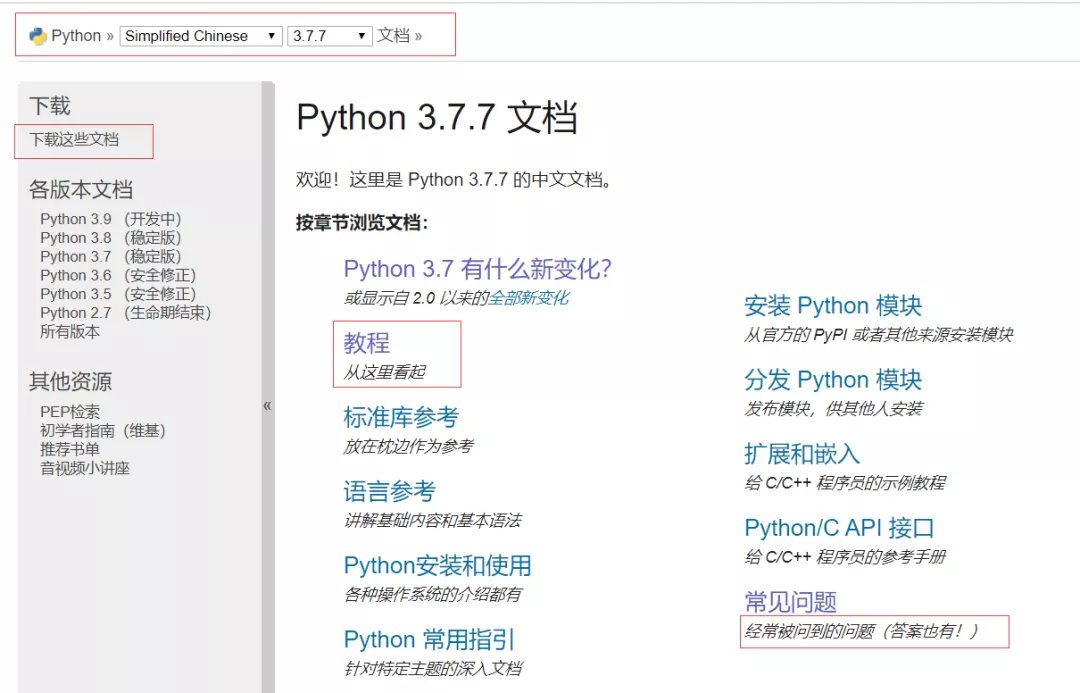 Python » Simplified Chinese 3.7.7 文档 »
下载
下载这些文档
各版本文档
Python 3.9 （开发中）
Python 3.8 （稳定版）
Python 3.7 （稳定版）
Python 3.6 （安全修正）
Python 3.5 （安全修正）
Python 2.7 （生命期结束）
所有版本
其他资源
PEP检索
初学者指南（维基）
推荐书单
音视频小讲座
«
Python 3.7.7 文档
欢迎！这里是 Python 3.7.7 的中文文档。
按章节浏览文档：
Python 3.7 有什么新变化？
或显示自 2.0 以来的全部新变化
教程
从这里看起
标准库参考
放在枕边作为参考
语言参考
讲解基础内容和基本语法
Python安装和使用
各种操作系统的介绍都有
Python 常用指引
针对特定主题的深入文档
安装 Python 模块
从官方的 PyPI 或者其他来源安装模块
分发 Python 模块
发布模块，供其他人安装
扩展和嵌入
给 C/C++ 程序员的示例教程
Python/C API 接口
给 C/C++ 程序员的参考手册
常见问题
经常被问到的问题（答案也有！）